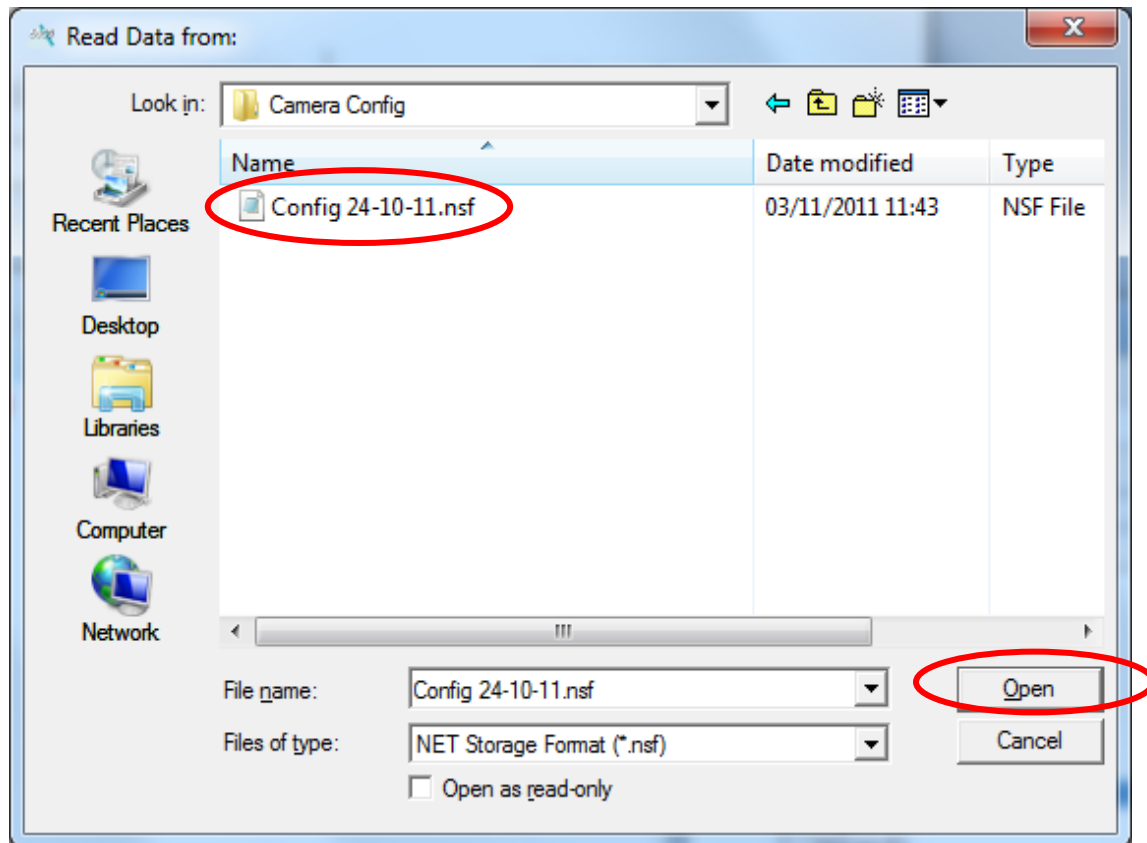 Read Data from:
Look in: Camera Config
Name Date modified Type
Config 24-10-11.nsf 03/11/2011 11:43 NSF File
Recent Places
Desktop
Libraries
Computer
Network
File name: Config 24-10-11.nsf Open
Files of type: NET Storage Format (*.nsf) Cancel
Open as read-only